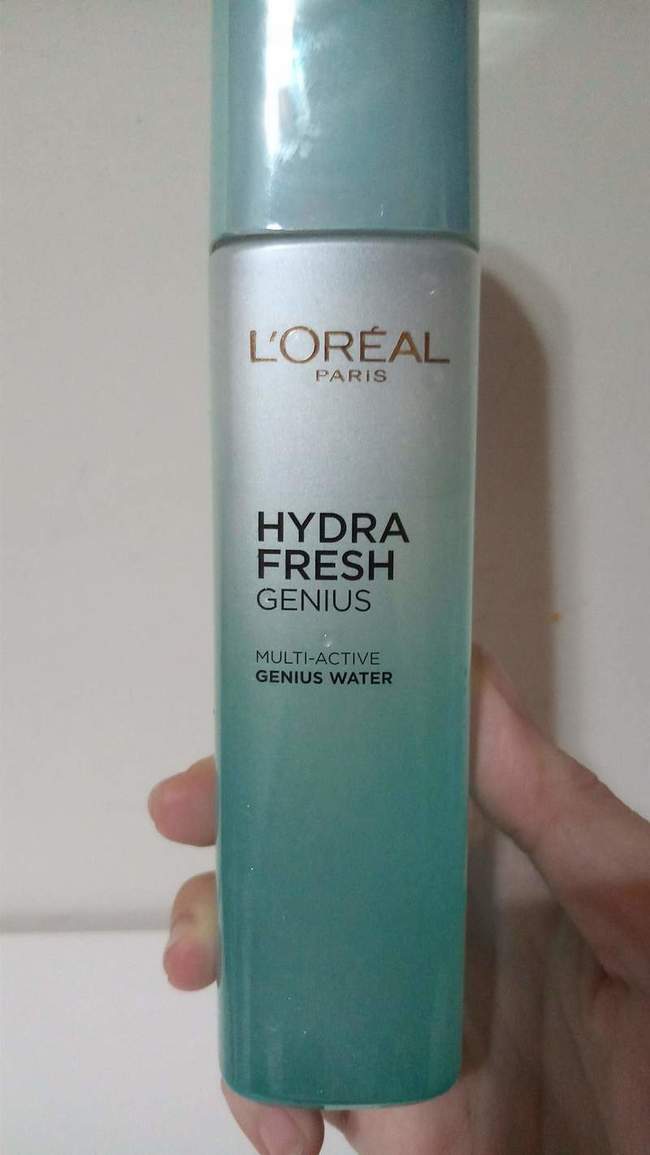 L'ORÉAL
PARiS
HYDRA
FRESH
GENIUS
MULTI-ACTIVE
GENIUS WATER